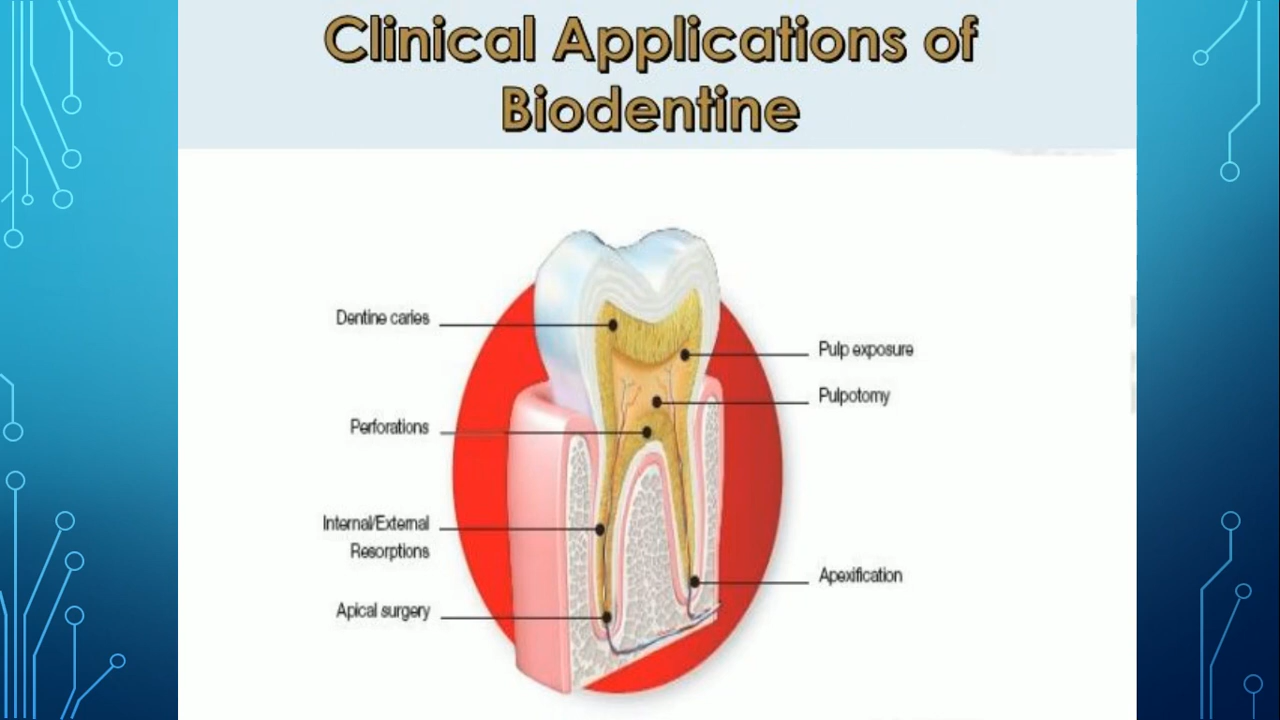 Clinical Applications of
Biodentine
Dentine caries
Perforations
Internal/External
Resorptions
Apical surgery
Pulp exposure
Pulpotomy
Apexification